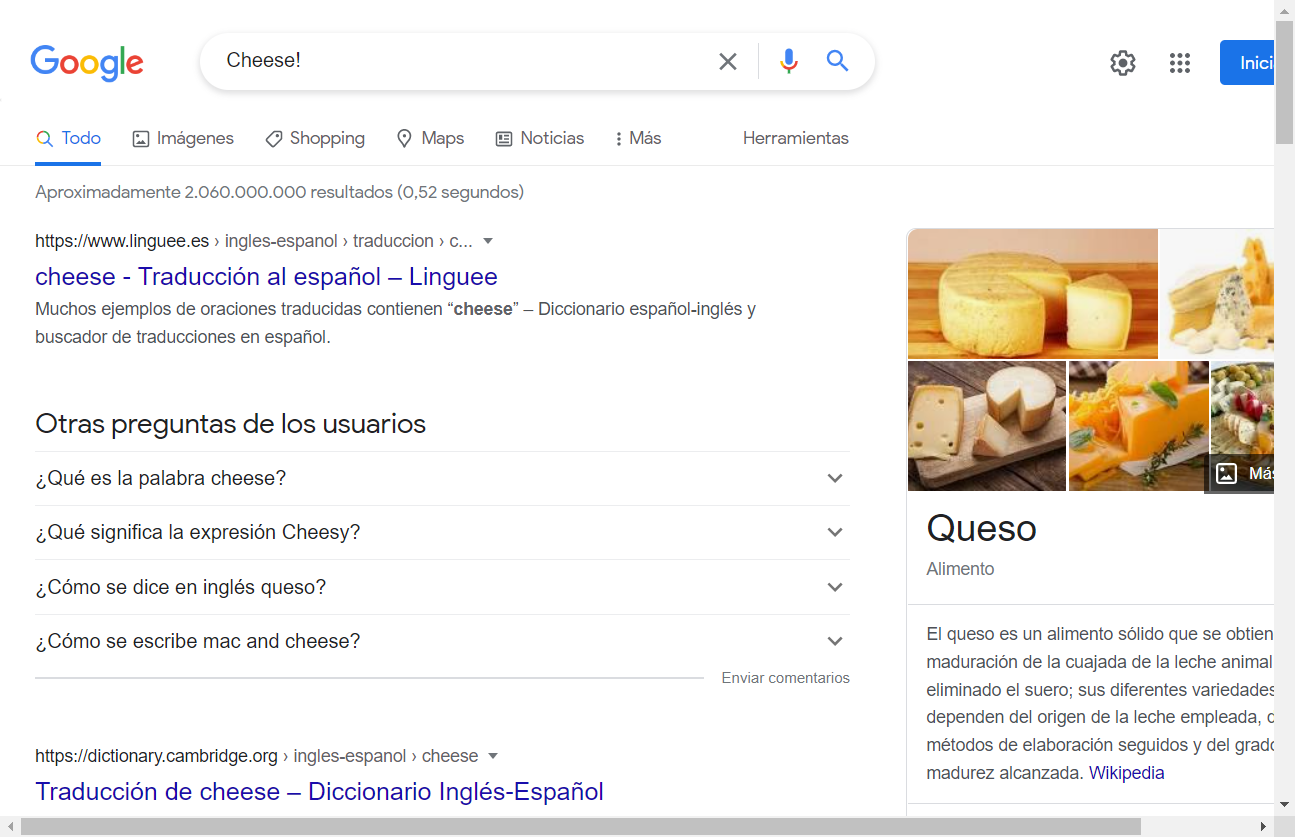 Google
Cheese!
Inici
Todo
Imágenes
Shopping
Maps
Noticias
Más
Herramientas
Aproximadamente 2.060.000.000 resultados (0,52 segundos)
https://www.linguee.es › ingles-espanol › traduccion › c...
cheese - Traducción al español – Linguee
Muchos ejemplos de oraciones traducidas contienen “cheese” – Diccionario español-inglés y
buscador de traducciones en español.
Otras preguntas de los usuarios
¿Qué es la palabra cheese?
¿Qué significa la expresión Cheesy?
¿Cómo se dice en inglés queso?
¿Cómo se escribe mac and cheese?
Enviar comentarios
https://dictionary.cambridge.org › ingles-espanol › cheese
Traducción de cheese – Diccionario Inglés-Español
Más
Queso
Alimento
El queso es un alimento sólido que se obtien
maduración de la cuajada de la leche animal
eliminado el suero; sus diferentes variedades
dependen del origen de la leche empleada, d
métodos de elaboración seguidos y del grado
madurez alcanzada. Wikipedia